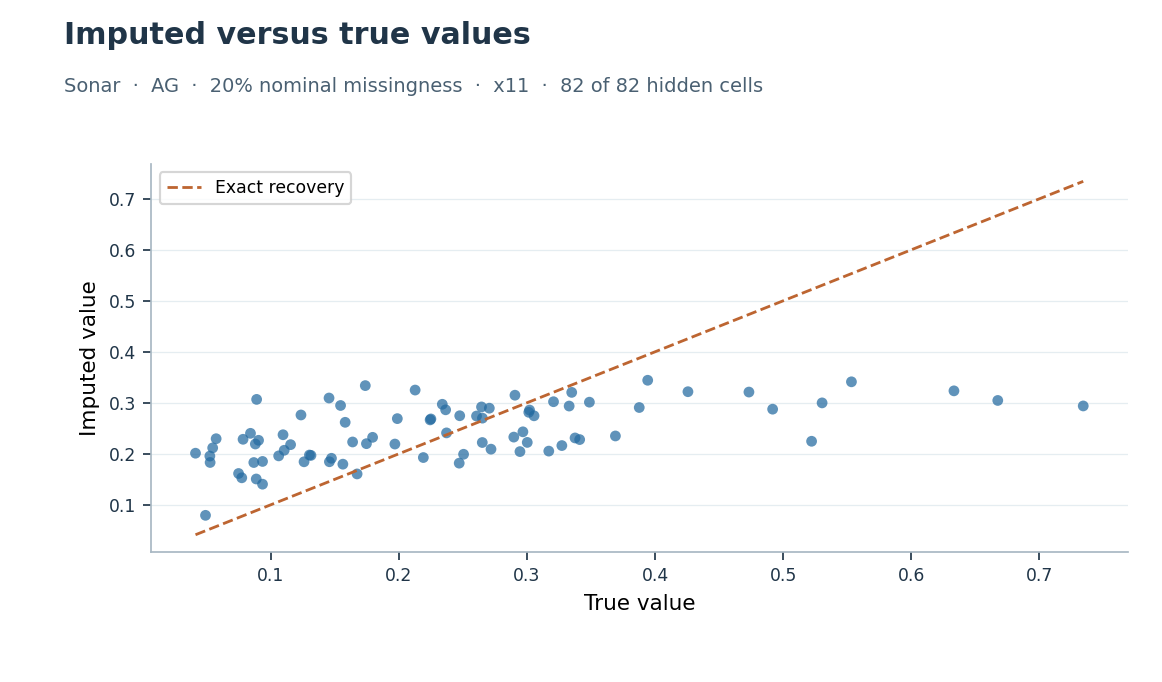 Imputed versus true values
Sonar · AG · 20% nominal missingness · x11 · 82 of 82 hidden cells
Exact recovery
0.7
0.6
0.5
0.4
0.3
0.2
0.1
Imputed value
0.1 0.2 0.3 0.4 0.5 0.6 0.7
True value